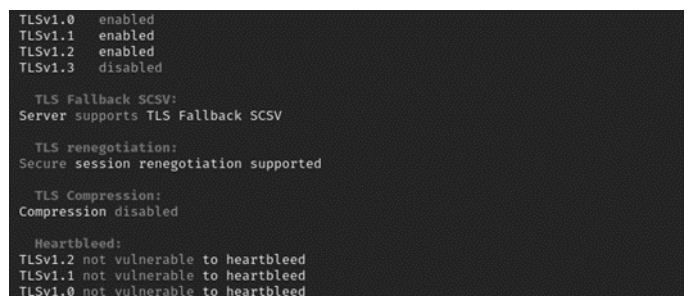 TLSv1.0 enabled
TLSv1.1 enabled
TLSv1.2 enabled
TLSv1.3 disabled
TLS Fallback SCSV:
Server supports TLS Fallback SCSV
TLS renegotiation:
Secure session renegotiation supported
TLS Compression:
Compression disabled
Heartbleed:
TLSv1.2 not vulnerable to heartbleed
TLSv1.1 not vulnerable to heartbleed
TLSv1.0 not vulnerable to heartbleed